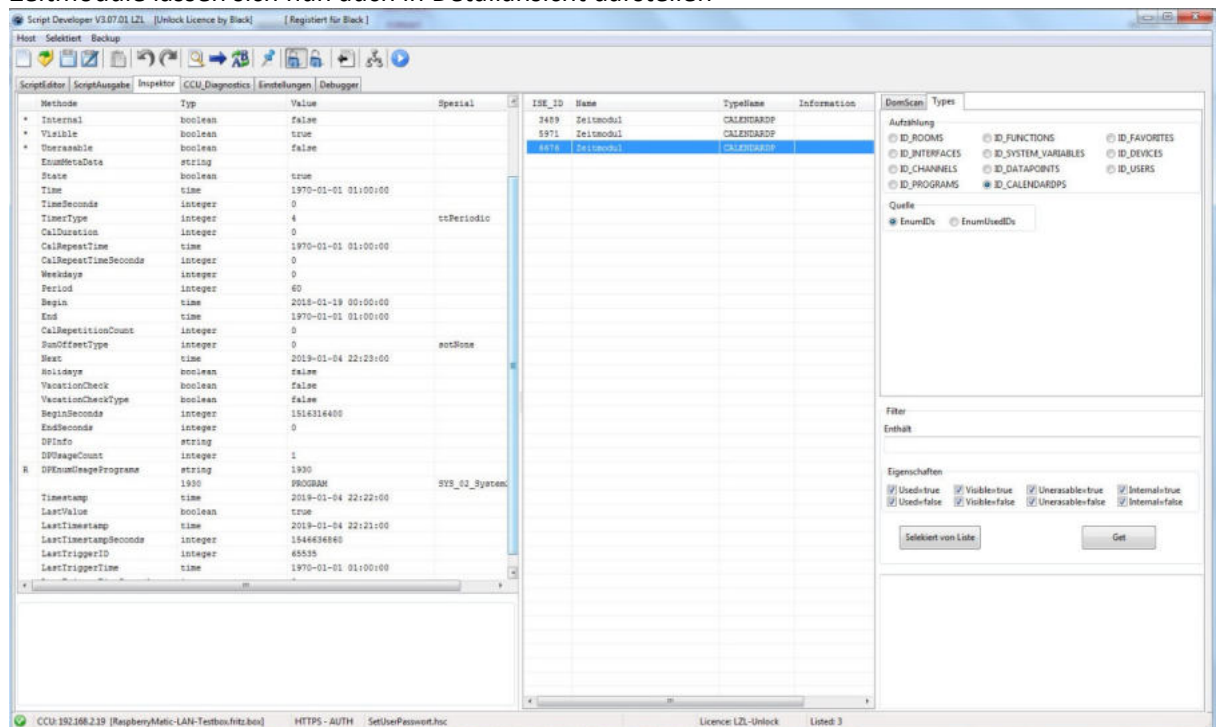 Zeitmodule lassen sich nun auch in Detailansicht darstellen
Script Developer V3.07.01 LZL [Unlock Licence by Black] [ Registiert für Black ]
Host Selektiert Backup
ScriptEditor ScriptAusgabe Inspektor CCU_Diagnostics Einstellungen Debugger
Methode Typ Value Spezial
* Internal boolean false
* Visible boolean true
* Unerasable boolean false
EnumMetaData string
State boolean true
Time time 1970-01-01 01:00:00
TimeSeconds integer 0
TimerType integer 4 ttPeriodic
CalDuration integer 0
CalRepeatTime time 1970-01-01 01:00:00
CalRepeatTimeSeconds integer 0
Weekdays integer 0
Period integer 60
Begin time 2018-01-19 00:00:00
End time 1970-01-01 01:00:00
CalRepetitionCount integer 0
SunOffsetType integer 0 sotNone
Next time 2019-01-04 22:23:00
Holidays boolean false
VacationCheck boolean false
VacationCheckType boolean false
BeginSeconds integer 1516316400
EndSeconds integer 0
DPInfo string
DPUsageCount integer 1
R DPEnumUsagePrograms string 1930
1930 PROGRAM SYS_02_System
Timestamp time 2019-01-04 22:22:00
LastValue boolean true
LastTimestamp time 2019-01-04 22:21:00
LastTimestampSeconds integer 1546636860
LastTriggerID integer 65535
LastTriggerTime time 1970-01-01 01:00:00
ISE_ID Name TypeName Information
3489 Zeitmodul CALENDARDP
5971 Zeitmodul CALENDARDP
6676 Zeitmodul CALENDARDP
DomScan Types
Aufzählung
ID_ROOMS ID_FUNCTIONS ID_FAVORITES
ID_INTERFACES ID_SYSTEM_VARIABLES ID_DEVICES
ID_CHANNELS ID_DATAPOINTS ID_USERS
ID_PROGRAMS ID_CALENDARDPS
Quelle
EnumIDs EnumUsedIDs
Filter
Enthält
Eigenschaften
Used=true Visible=true Unerasable=true Internal=true
Used=false Visible=false Unerasable=false Internal=false
Selekiert von Liste Get
CCU: 192.168.2.19 [RaspberryMatic-LAN-Testbox.fritz.box] HTTPS - AUTH SetUserPasswort.hsc Licence: LZL-Unlock Listed: 3